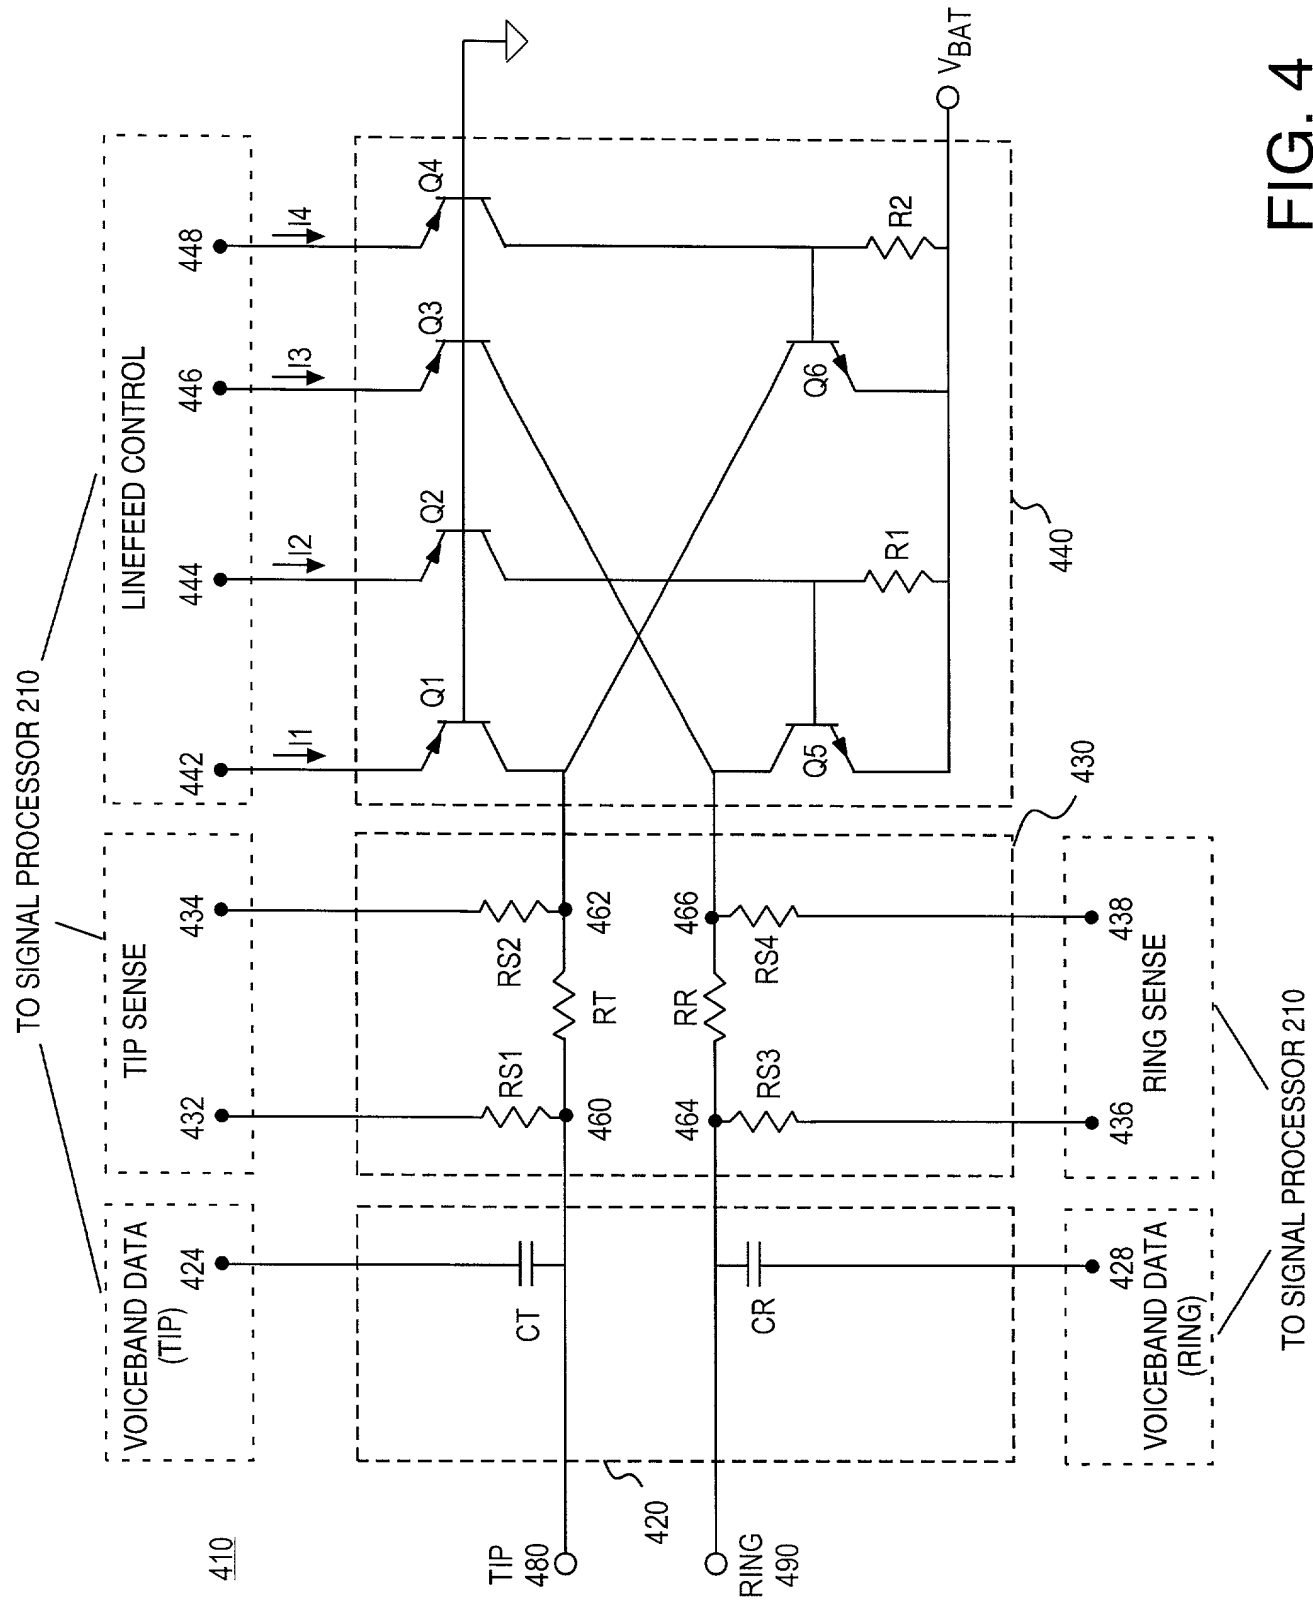 410
TO SIGNAL PROCESSOR 210
VOICEBAND DATA
(TIP)
424
TIP SENSE
432
434
LINEFEED CONTROL
442
444
446
448
I1
I2
I3
I4
Q1
Q2
Q3
Q4
CT
RS1
RS2
TIP
480
460
RT
462
RING
490
464
RR
466
420
CR
RS3
RS4
Q5
Q6
R1
R2
VBAT
430
440
428
VOICEBAND DATA
(RING)
436
438
RING SENSE
TO SIGNAL PROCESSOR 210
FIG. 4